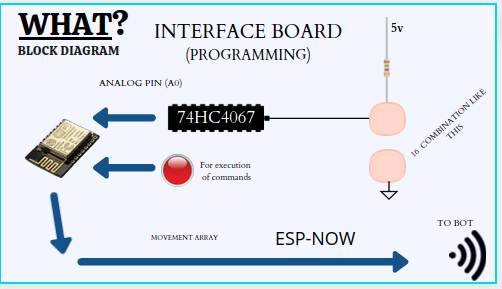 WHAT?
BLOCK DIAGRAM
INTERFACE BOARD
(PROGRAMMING)
5v
ANALOG PIN (A0)
74HC4067
16 COMBINATION LIKE
THIS
For execution
of commands
TO BOT
MOVEMENT ARRAY
ESP-NOW